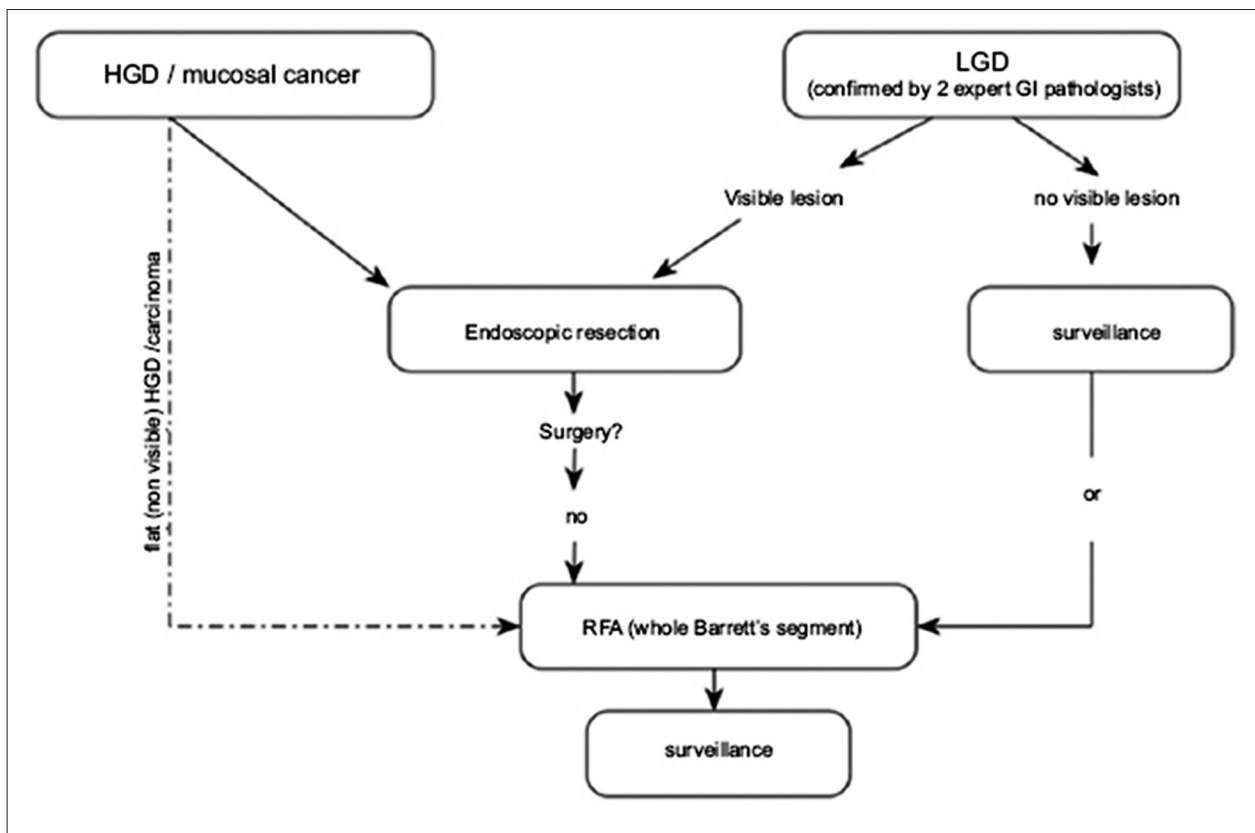 HGD / mucosal cancer
LGD
(confirmed by 2 expert GI pathologists)
Visible lesion
no visible lesion
flat (non visible) HGD /carcinoma
Endoscopic resection
surveillance
Surgery?
or
no
RFA (whole Barrett's segment)
surveillance